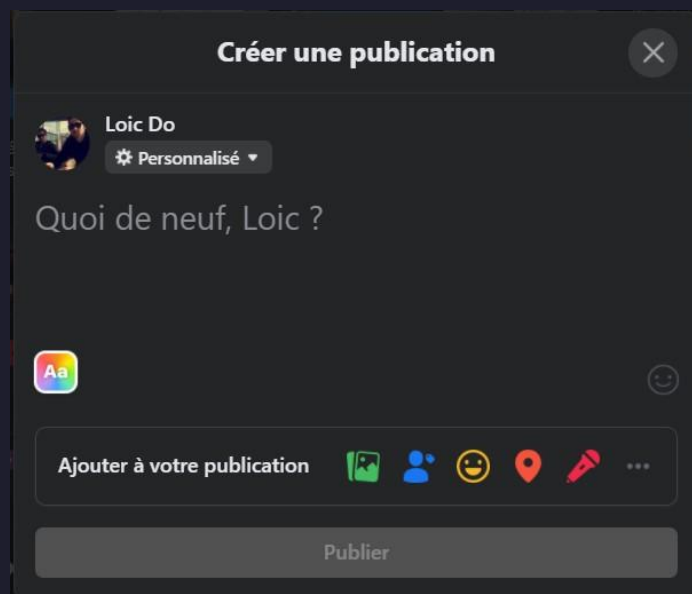 Créer une publication
Loic Do
Personnalisé
Quoi de neuf, Loic ?
Aa
Ajouter à votre publication
Publier